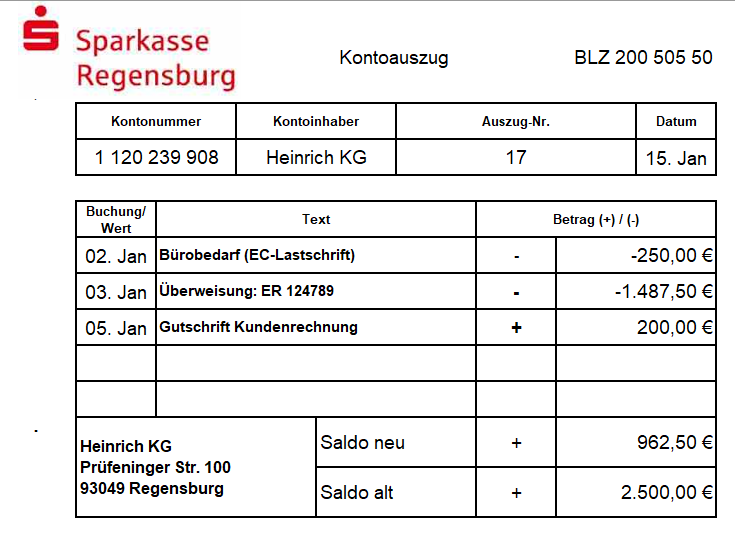 Sparkasse
Regensburg
Kontoauszug BLZ 200 505 50
Kontonummer Kontoinhaber Auszug-Nr. Datum
1 120 239 908 Heinrich KG 17 15. Jan
Buchung/
Wert Text Betrag (+) / (-)
02. Jan Bürobedarf (EC-Lastschrift) - -250,00 €
03. Jan Überweisung: ER 124789 - -1.487,50 €
05. Jan Gutschrift Kundenrechnung + 200,00 €
Heinrich KG
Prüfeninger Str. 100
93049 Regensburg
Saldo neu + 962,50 €
Saldo alt + 2.500,00 €